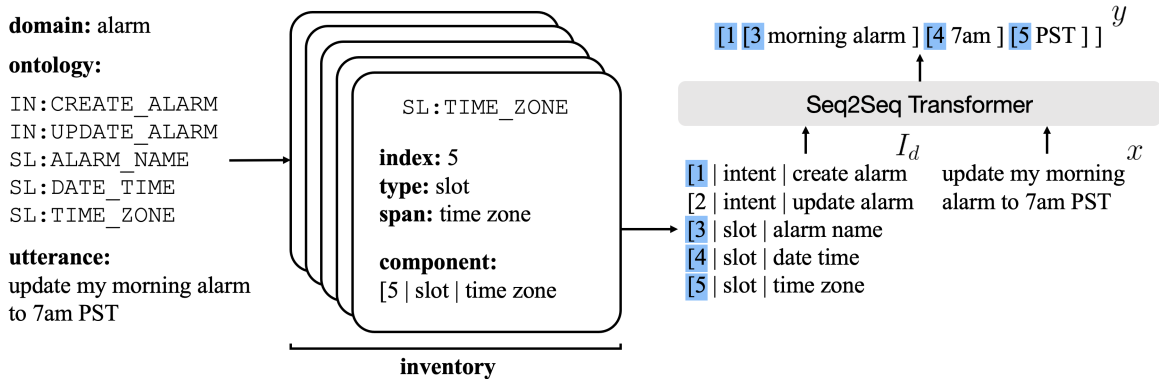 domain: alarm
ontology:
IN:CREATE_ALARM
IN:UPDATE_ALARM
SL:ALARM_NAME
SL:DATE_TIME
SL:TIME_ZONE
utterance:
update my morning alarm
to 7am PST
SL:TIME_ZONE
index: 5
type: slot
span: time zone
component:
[5 | slot | time zone
inventory
y
[1 [3 morning alarm ] [4 7am ] [5 PST ] ]
Seq2Seq Transformer
I_d
[1 | intent | create alarm
[2 | intent | update alarm
[3 | slot | alarm name
[4 | slot | date time
[5 | slot | time zone
x
update my morning
alarm to 7am PST